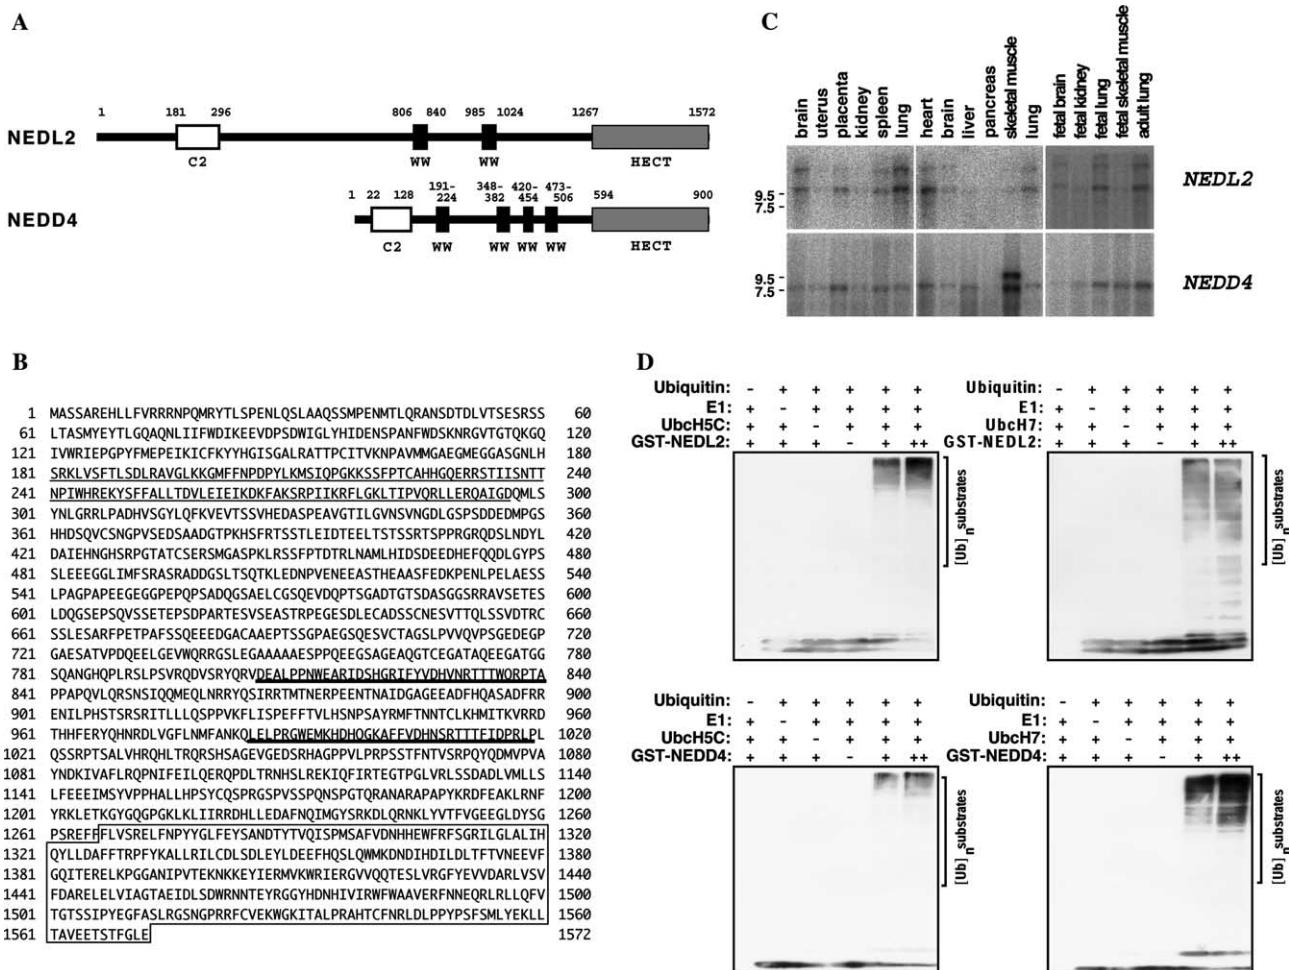 A
1 181 296 806 840 985 1024 1267 1572
NEDL2
C2 WW WW HECT
1 22 128 191-224 348-382 420-454 473-506 594 900
NEDD4
C2 WW WW WW WW HECT
B
1 MASSAREHLLFVRRRNPQMRYTLSPENLQSLAAQSSMPENMTLQRANSDTDLVTSESRSS 60
61 LTASMYEYTLGQAQNLIIFWDIKEEVDPSDWIGLYHIDENSPANFWDSKNRGVTGTQKGQ 120
121 IVWRIEPGPYFMEPEIKICFKYYHGISGALRATTPCITVKNPAVMMGAEGMEGGASGNLH 180
181 SRKLVSFTLSDLRAVGLKKGMFFNPDPYLKMSIQPGKKSSFPTCAHHGQERRSTIISNTT 240
241 NPIWHREKYSFFALLTDVLEIEIKDKFAKSRPIIKRFLGKLTIPVQRLLERQAIGDQMLS 300
301 YNLGRRLPADHVSGYLQFKVEVTSSVHEDASPEAVGTILGVNSVNGDLGSPSDDEDMPGS 360
361 HHDSQVCSNGPVSEDSAADGTPKHSFRTSSTLEIDTEELTSTSSRTSPPRGRQDSLNDYL 420
421 DAIEHNGHSRPGTATCSERSMGASPKLRSSFPTDTRLNAMLHIDSDEEDHEFQQDLGYPS 480
481 SLEEEGGLIMFSRASRADDGSLTSQTKLEDNPVENEEASTHEAASFEDKPENLPELAESS 540
541 LPAGPAPEEGEGGPEPQPSADQGSAELCGSQEVDQPTSGADTGTSDASGGSRRAVSETES 600
601 LDQGSEPSQVSSETEPSDPARTESVSEASTRPEGESDLECADSSCNESVTTQLSSVDTRC 660
661 SSLESARFPETPAFSSQEEEDGACAAEPTSSGPAEGSQESVCTAGSLPVVQVPSGEDEGP 720
721 GAESATVPDQEELGEVWQRRGSLEGAAAAAESPPQEEGSAGEAQGTCEGATAQEEGATGG 780
781 SQANGHQPLRSLPSVRQDVSRYQRVDEALPPNWEARIDSHGRIFYVDHVNRTTTWQRPTA 840
841 PPAPQVLQRSNSIQQMEQLNRRYQSIRRTMTNERPEENTNAIDGAGEEADFHQASADFRR 900
901 ENILPHSTSRSRITLLLQSPPVKFLISPEFFTVLHSNPSAYRMFTNNTCLKHMITKVRRD 960
961 THHFERYQHNRDLVGFLNMFANKQLELPRGWEMKHDHQGKAFFVDHNSRTTTFIDPRLPL 1020
1021 QSSRPTSALVHRQHLTRQRSHSAGEVGEDSRHAGPPVLPRPSSTFNTVSRPQYQDMVPVA 1080
1081 YNDKIVAFLRQPNIFEILQERQPDLTRNHSLREKIQFIRTEGTPGLVRLSSDADLVMLLS 1140
1141 LFEEEIMSYVPPHALLHPSYCQSPRGSPVSSPQNSPGTQRANARAPAPYKRDFEAKLRNF 1200
1201 YRKLETKGYGQGPGKLKLIIRRDHLLEDAFNQIMGYSRKDLQRNKLYVTFVGEEGLDYSG 1260
1261 PSREFFFLVSRELFNPYYGLFEYSANDTYTVQISPMSAFVDNHHEWFRFSGRILGLALIH 1320
1321 QYLLDAFFTRPFYKALLRILCDLSDLEYLDEEFHQSLQWMKDNDIHDILDLTFTVNEEVF 1380
1381 GQITERELKPGGANIPVTEKNKKEYIERMVKWRIERGVVQQTESLVRGFYEVVDARLVSV 1440
1441 FDARELELVIAGTAEIDLSDWRNNTEYRGGYHDNHIVIRWFWAAVERFNNEQRLRLLQFV 1500
1501 TGTSSIPYEGFASLRGSNGPRRFCVEKWGKITALPRAHTCFNRLDLPPYPSFSMLYEKLL 1560
1561 TAVEETSTFGLE 1572
C
brain uterus placenta kidney spleen lung heart brain liver pancreas skeletal muscle lung fetal brain fetal kidney fetal lung fetal skeletal muscle adult lung
9.5 -
7.5 -
NEDL2
9.5 -
7.5 -
NEDD4
D
Ubiquitin: - + + + + +
E1: + - + + + +
UbcH5C: + + - + + +
GST-NEDL2: + + + - + ++
[Ub]n substrates
Ubiquitin: - + + + + +
E1: + - + + + +
UbcH7: + + - + + +
GST-NEDL2: + + + - + ++
[Ub]n substrates
Ubiquitin: - + + + + +
E1: + - + + + +
UbcH5C: + + - + + +
GST-NEDD4: + + + - + ++
[Ub]n substrates
Ubiquitin: - + + + + +
E1: + - + + + +
UbcH7: + + - + + +
GST-NEDD4: + + + - + ++
[Ub]n substrates